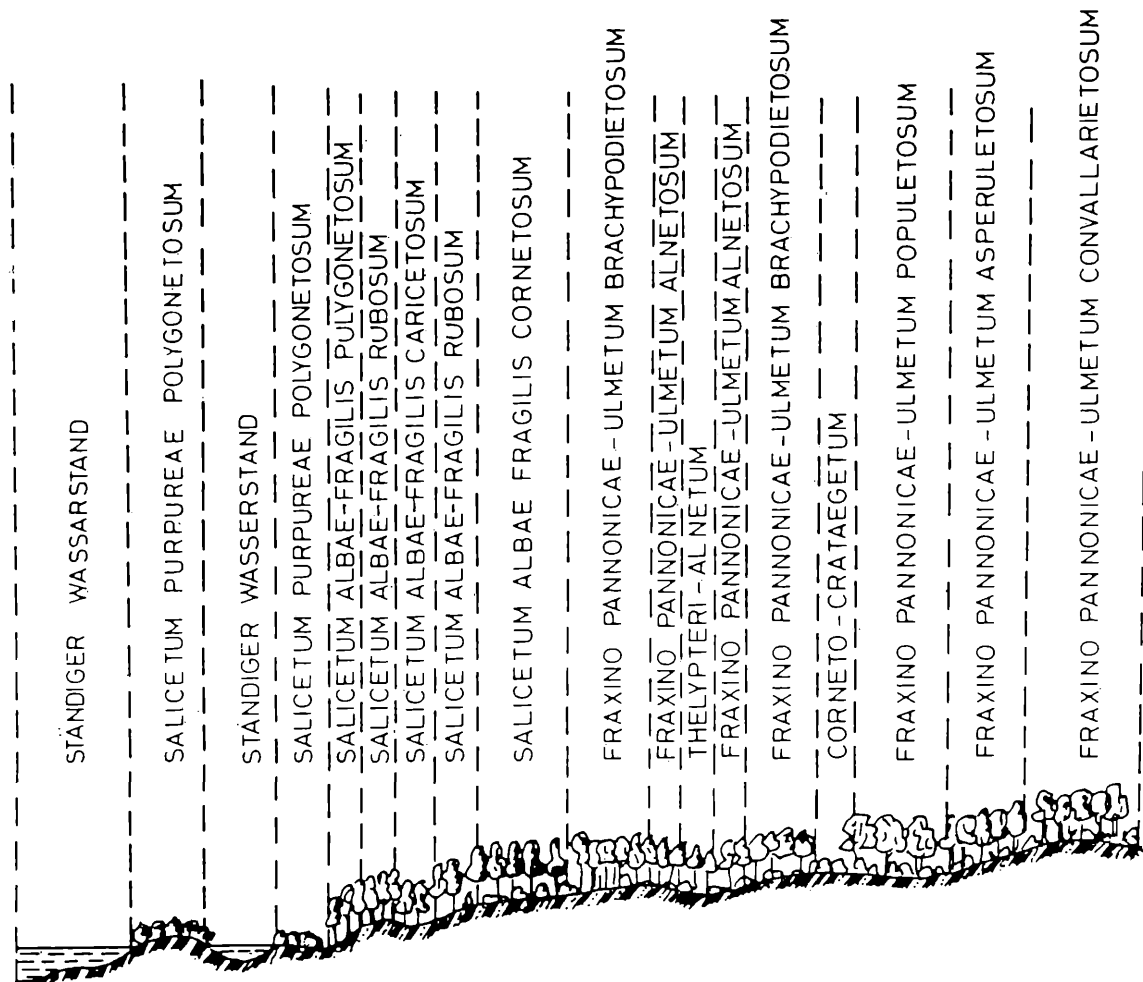 STÄNDIGER WASSARSTAND
SALICETUM PURPUREAE POLYGONETOSUM
STÄNDIGER WASSERSTAND
SALICETUM PURPUREAE POLYGONETOSUM
SALICETUM ALBAE-FRAGILIS PULYGONETOSUM
SALICETUM ALBAE-FRAGILIS RUBOSUM
SALICETUM ALBAE-FRAGILIS CARICETOSUM
SALICETUM ALBAE-FRAGILIS RUBOSUM
SALICETUM ALBAE FRAGILIS CORNETOSUM
FRAXINO PANNONICAE-ULMETUM BRACHYPODIETOSUM
FRAXINO PANNONICAE-ULMETUM ALNETOSUM
THELYPTERI-ALNETUM
FRAXINO PANNONICAE-ULMETUM ALNETOSUM
FRAXINO PANNONICAE-ULMETUM BRACHYPODIETOSUM
CORNETO-CRATAEGETUM
FRAXINO PANNONICAE-ULMETUM POPULETOSUM
FRAXINO PANNONICAE-ULMETUM ASPERULETOSUM
FRAXINO PANNONICAE-ULMETUM CONVALLARIETOSUM